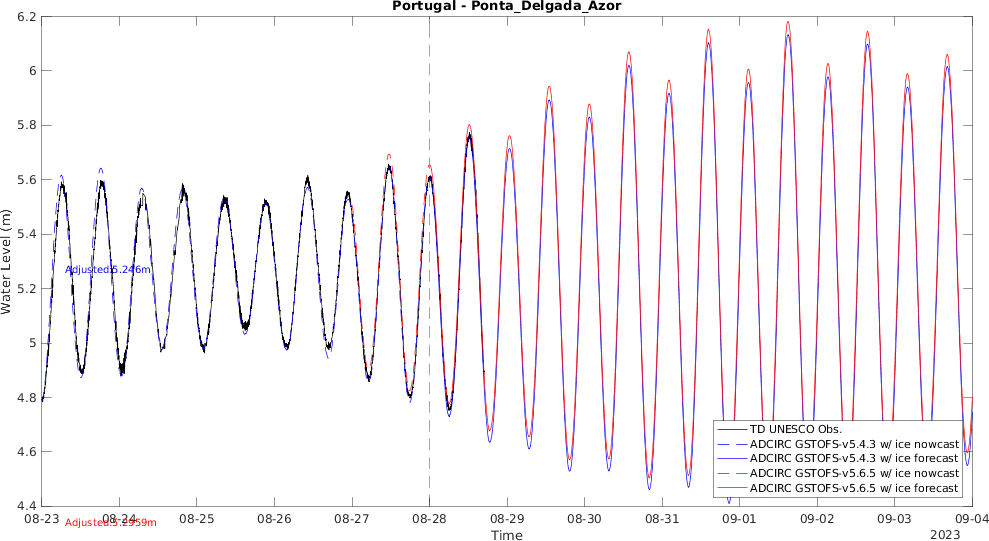 Portugal - Ponta_Delgada_Azor
6.2
6
5.8
5.6
5.4
5.2
5
4.8
4.6
4.4
Water Level (m)
Adjusted:5.246m
Adjusted:5.2959m
TD UNESCO Obs.
ADCIRC GSTOFS-v5.4.3 w/ ice nowcast
ADCIRC GSTOFS-v5.4.3 w/ ice forecast
ADCIRC GSTOFS-v5.6.5 w/ ice nowcast
ADCIRC GSTOFS-v5.6.5 w/ ice forecast
08-23 08-24 08-25 08-26 08-27 08-28 08-29 08-30 08-31 09-01 09-02 09-03 09-04
Time
2023